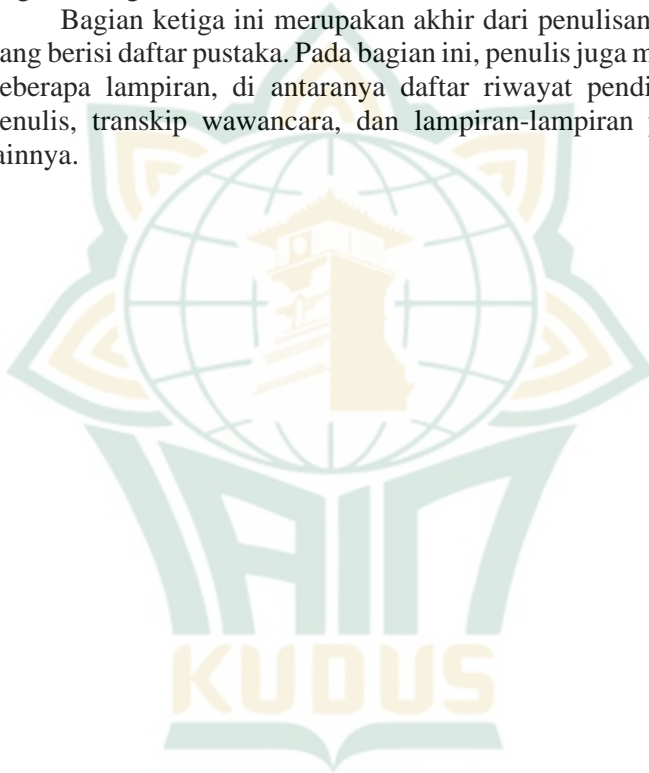 Bagian ketiga ini merupakan akhir dari penulisan
ang berisi daftar pustaka. Pada bagian ini, penulis juga m
eberapa lampiran, di antaranya daftar riwayat pendi
enulis, transkip wawancara, dan lampiran-lampiran
ainnya.
IAIN
KUDUS